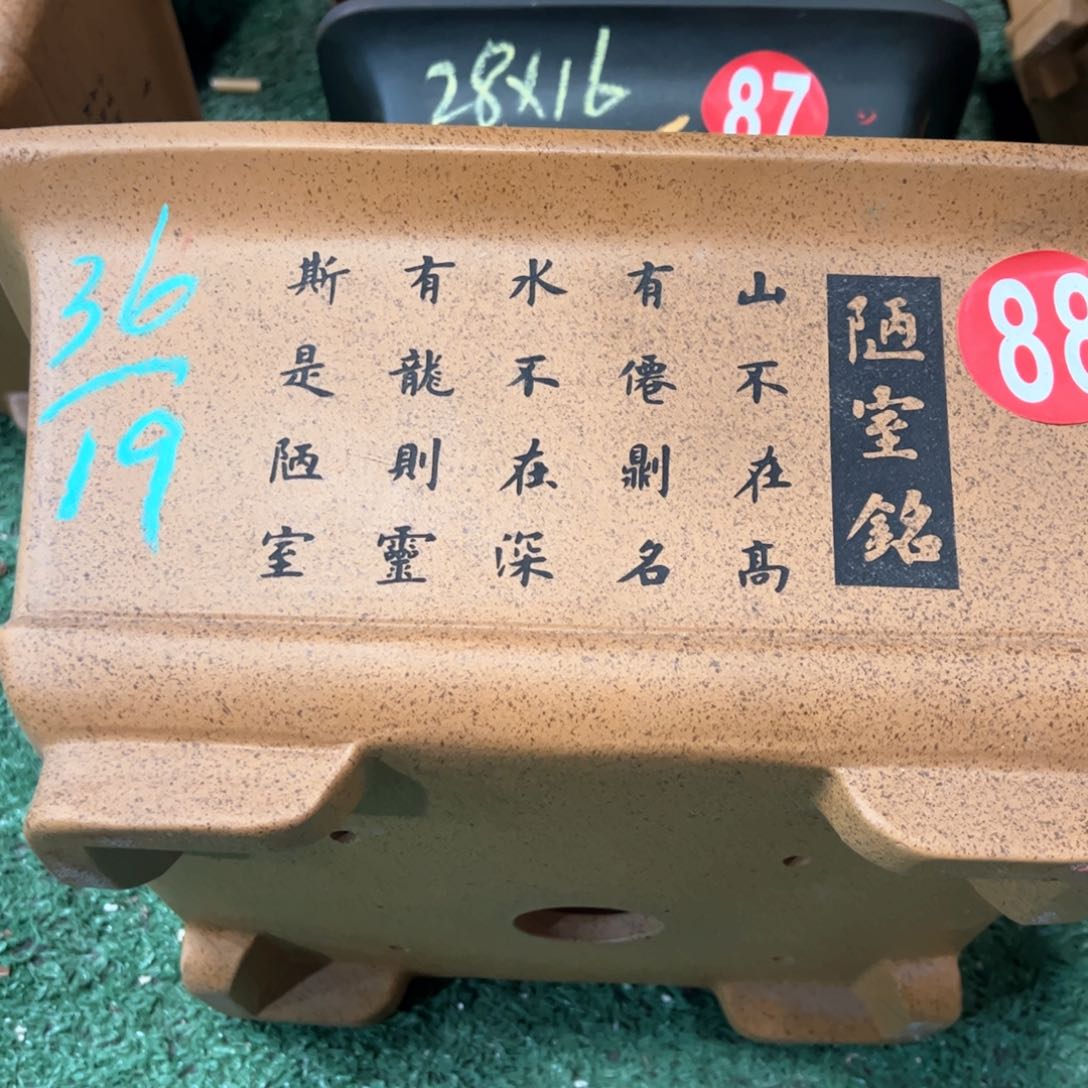 28X16
87
88
陋室銘
山不在高
有僊劓名
水不在深
有龍則靈
斯是陋室
36
19